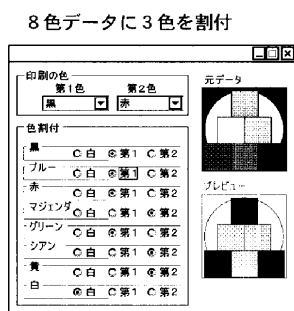 8色データに3色を割付
印刷の色
第1色 第2色
黒 赤
元データ
色割付
黒 白 第1 第2
ブルー 白 第1 第2
赤 白 第1 第2
マジェンダ 白 第1 第2
グリーン 白 第1 第2
シアン 白 第1 第2
黄 白 第1 第2
白 白 第1 第2
プレビュー